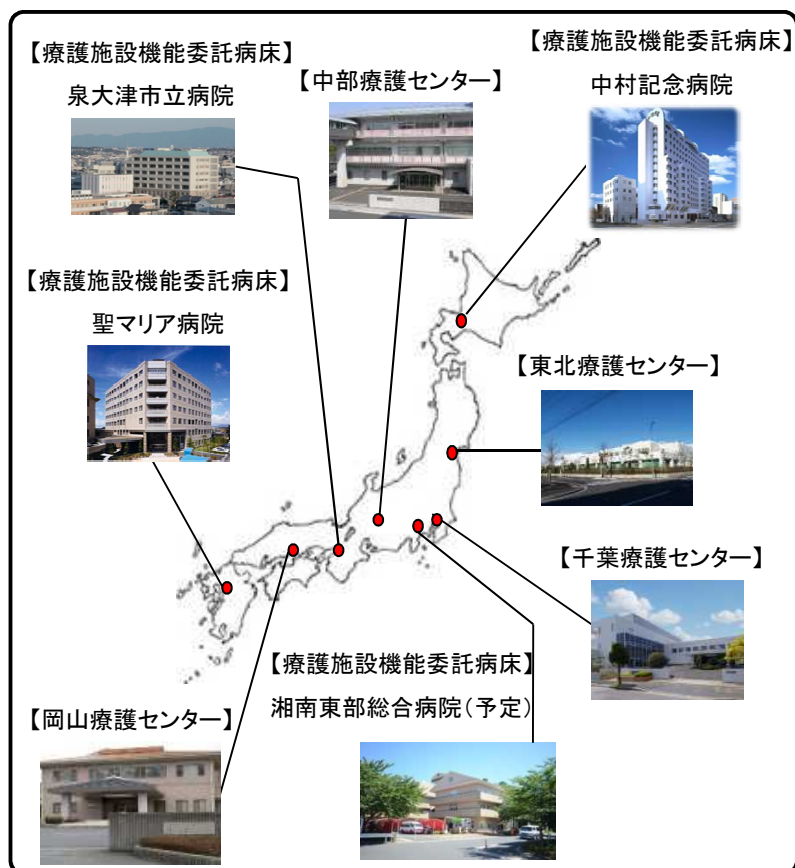 【療護施設機能委託病床】
泉大津市立病院
【中部療護センター】
【療護施設機能委託病床】
中村記念病院
【療護施設機能委託病床】
聖マリア病院
【東北療護センター】
【千葉療護センター】
【療護施設機能委託病床】
湘南東部総合病院(予定)
【岡山療護センター】